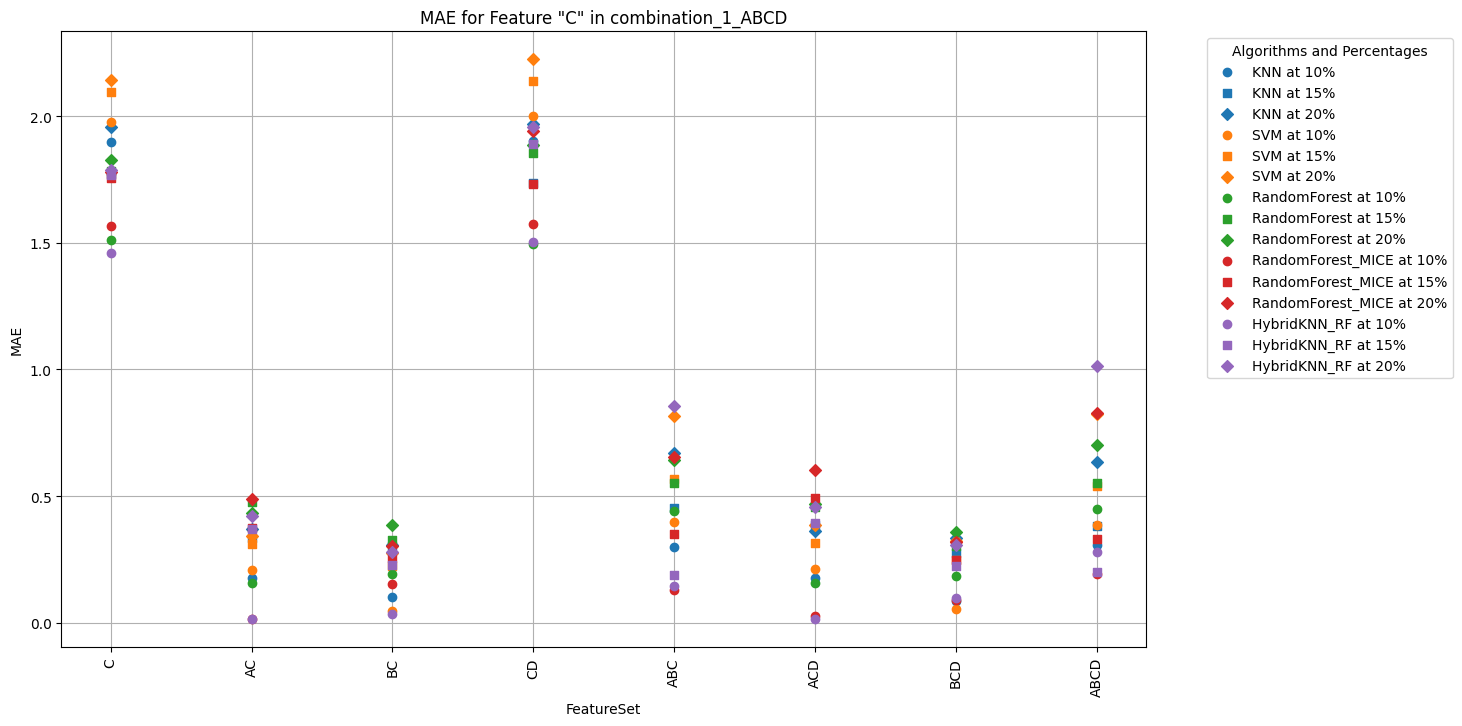 MAE for Feature "C" in combination_1_ABCD
MAE
2.0
1.5
1.0
0.5
0.0
C
AC
BC
CD
ABC
ACD
BCD
ABCD
FeatureSet
Algorithms and Percentages
KNN at 10%
KNN at 15%
KNN at 20%
SVM at 10%
SVM at 15%
SVM at 20%
RandomForest at 10%
RandomForest at 15%
RandomForest at 20%
RandomForest_MICE at 10%
RandomForest_MICE at 15%
RandomForest_MICE at 20%
HybridKNN_RF at 10%
HybridKNN_RF at 15%
HybridKNN_RF at 20%